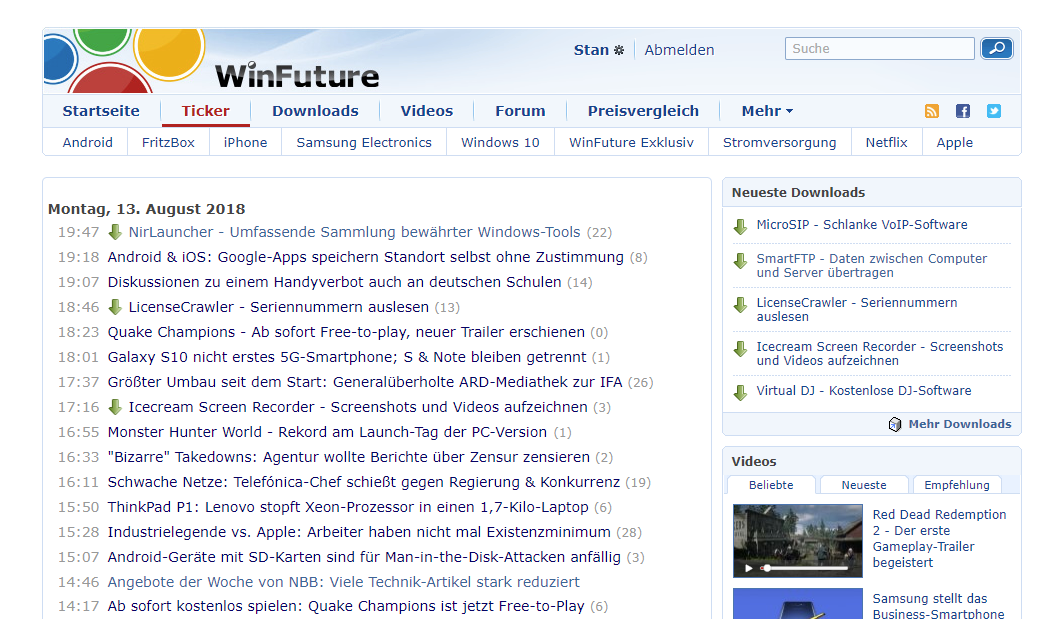 Stan Abmelden Suche
WinFuture
Startseite Ticker Downloads Videos Forum Preisvergleich Mehr
Android FritzBox iPhone Samsung Electronics Windows 10 WinFuture Exklusiv Stromversorgung Netflix Apple
Montag, 13. August 2018
19:47 NirLauncher - Umfassende Sammlung bewährter Windows-Tools (22)
19:18 Android & iOS: Google-Apps speichern Standort selbst ohne Zustimmung (8)
19:07 Diskussionen zu einem Handyverbot auch an deutschen Schulen (14)
18:46 LicenseCrawler - Seriennummern auslesen (13)
18:23 Quake Champions - Ab sofort Free-to-play, neuer Trailer erschienen (0)
18:01 Galaxy S10 nicht erstes 5G-Smartphone; S & Note bleiben getrennt (1)
17:37 Größter Umbau seit dem Start: Generalüberholte ARD-Mediathek zur IFA (26)
17:16 Icecream Screen Recorder - Screenshots und Videos aufzeichnen (3)
16:55 Monster Hunter World - Rekord am Launch-Tag der PC-Version (1)
16:33 "Bizarre" Takedowns: Agentur wollte Berichte über Zensur zensieren (2)
16:11 Schwache Netze: Telefónica-Chef schießt gegen Regierung & Konkurrenz (19)
15:50 ThinkPad P1: Lenovo stopft Xeon-Prozessor in einen 1,7-Kilo-Laptop (6)
15:28 Industrielegende vs. Apple: Arbeiter haben nicht mal Existenzminimum (28)
15:07 Android-Geräte mit SD-Karten sind für Man-in-the-Disk-Attacken anfällig (3)
14:46 Angebote der Woche von NBB: Viele Technik-Artikel stark reduziert
14:17 Ab sofort kostenlos spielen: Quake Champions ist jetzt Free-to-Play (6)
Neueste Downloads
MicroSIP - Schlanke VoIP-Software
SmartFTP - Daten zwischen Computer
und Server übertragen
LicenseCrawler - Seriennummern
auslesen
Icecream Screen Recorder - Screenshots
und Videos aufzeichnen
Virtual DJ - Kostenlose DJ-Software
Mehr Downloads
Videos
Beliebte Neueste Empfehlung
Red Dead Redemption
2 - Der erste
Gameplay-Trailer
begeistert
Samsung stellt das
Business-Smartphone